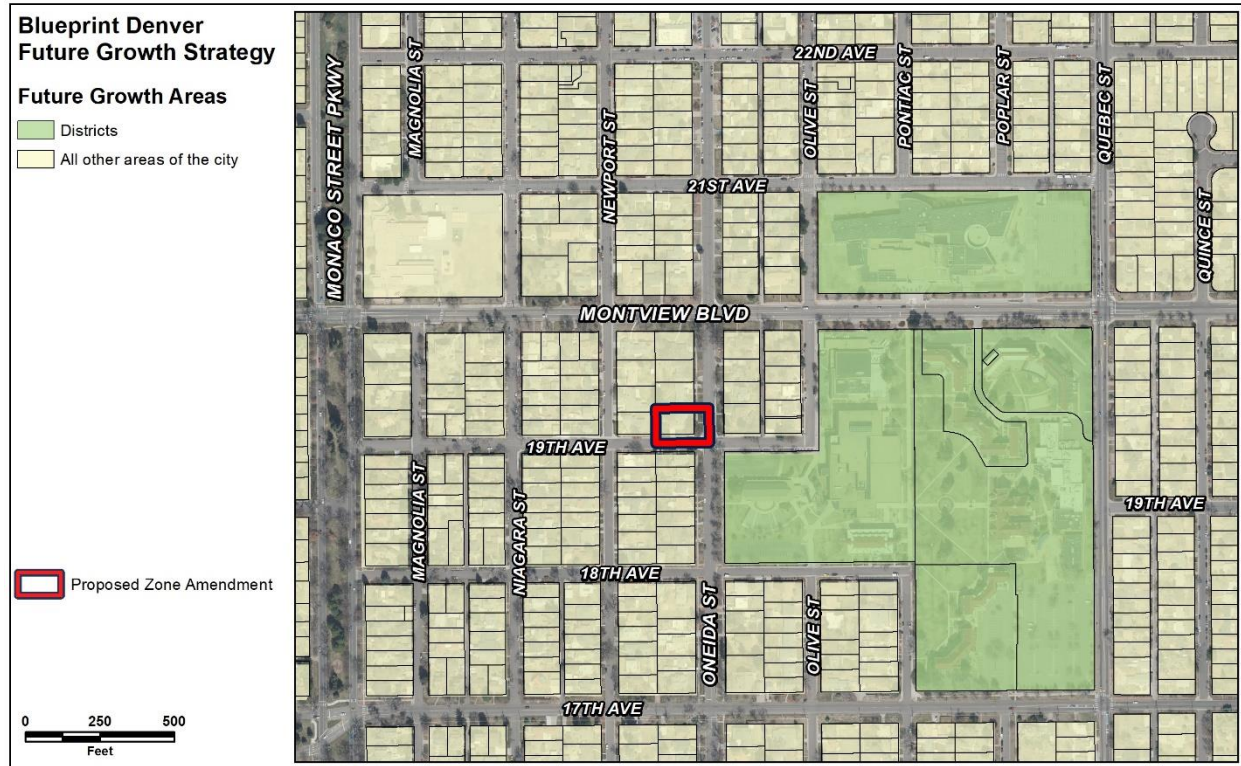 Blueprint Denver
Future Growth Strategy
Future Growth Areas
Districts
All other areas of the city
Proposed Zone Amendment
0 250 500
Feet
22ND AVE
MONACO STREET PKWY
MAGNOLIA ST
NEWPORT ST
OLIVE ST
PONTIAC ST
POPLAR ST
QUEBEC ST
21ST AVE
QUINCE ST
MONTVIEW BLVD
19TH AVE
19TH AVE
MAGNOLIA ST
NIAGARA ST
18TH AVE
ONEIDA ST
OLIVE ST
17TH AVE